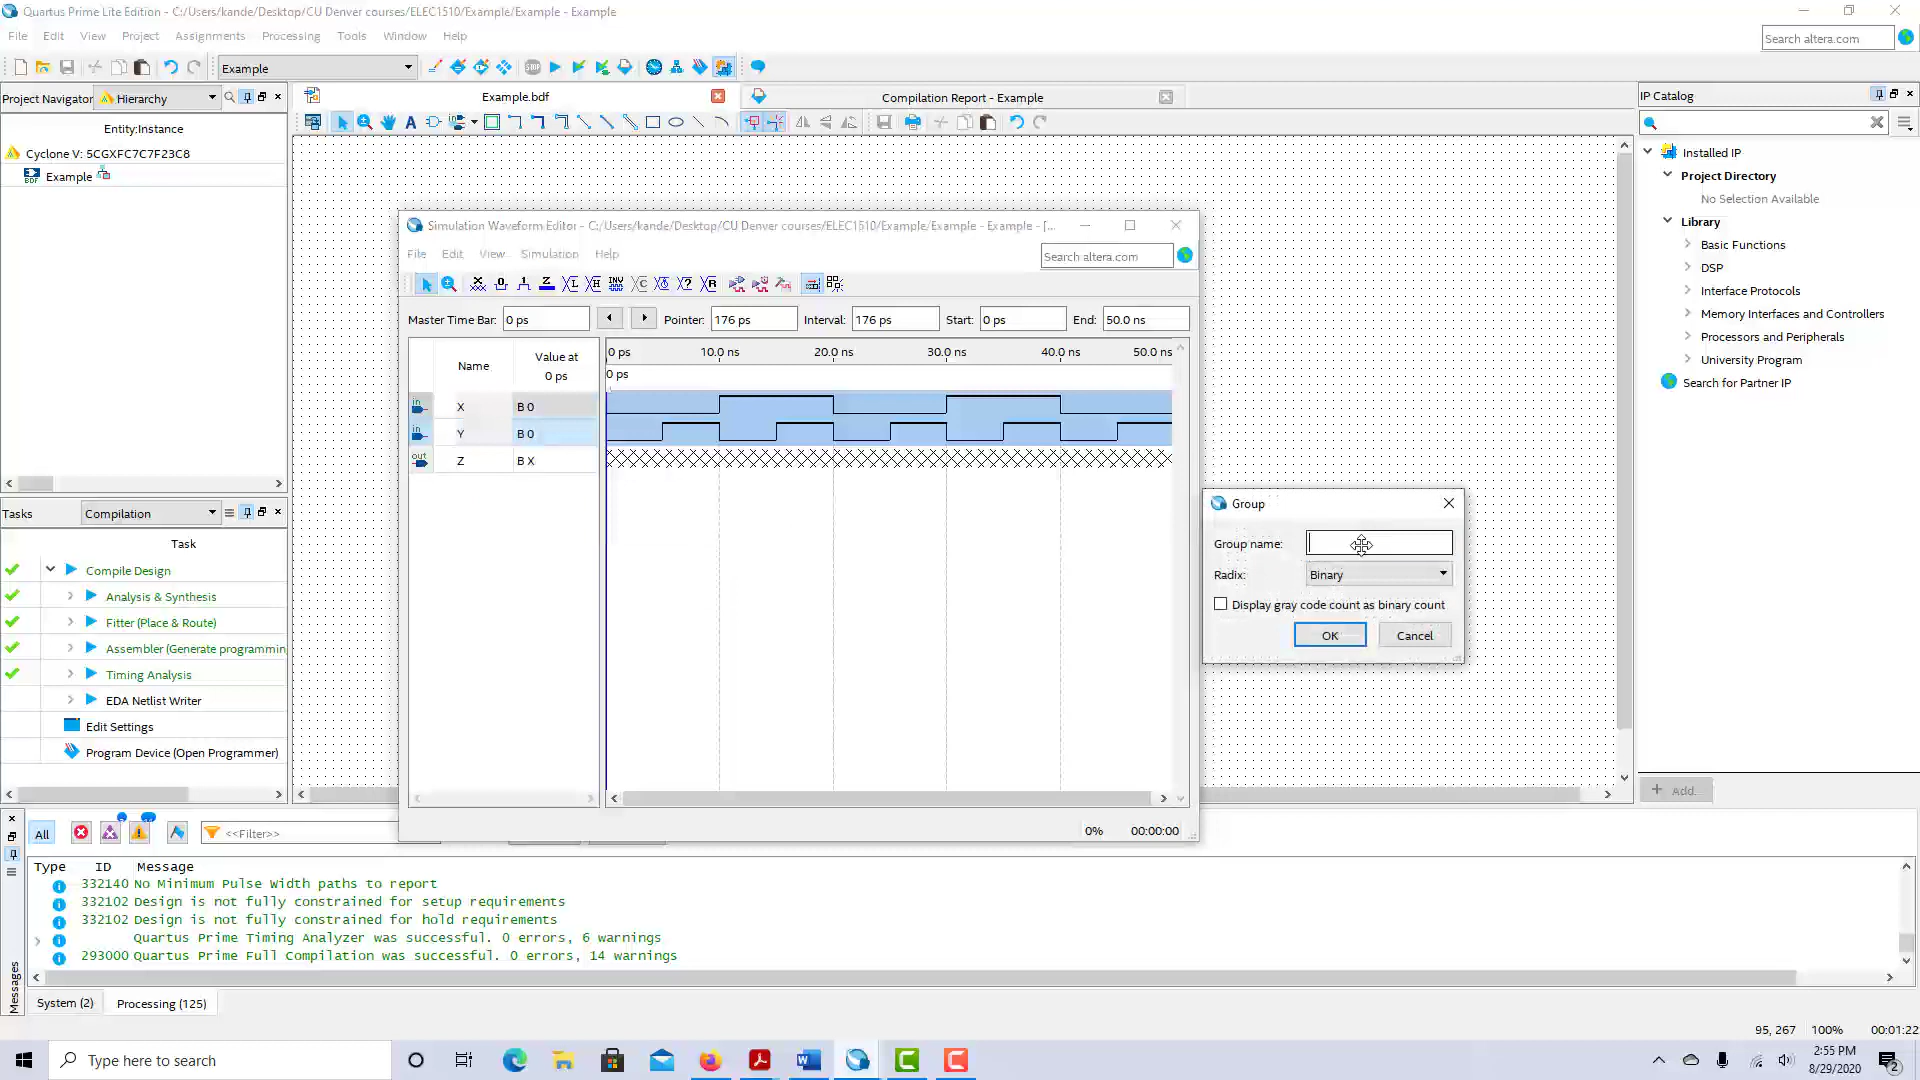 Quartus Prime Lite Edition - C:/Users/kande/Desktop/CU Denver courses/ELEC1510/Example/Example - Example
File Edit View Project Assignments Processing Tools Window Help
Search altera.com
Example
Project Navigator Hierarchy
Example.bdf
Compilation Report - Example
IP Catalog
Entity:Instance
Cyclone V: 5CGXFC7C7F23C8
Example
Installed IP
Project Directory
No Selection Available
Library
Basic Functions
DSP
Interface Protocols
Memory Interfaces and Controllers
Processors and Peripherals
University Program
Search for Partner IP
Add...
Simulation Waveform Editor - C:/Users/kande/Desktop/CU Denver courses/ELEC1510/Example/Example - Example - [...
File Edit View Simulation Help
Search altera.com
Master Time Bar: 0 ps Pointer: 176 ps Interval: 176 ps Start: 0 ps End: 50.0 ns
Name Value at
0 ps
0 ps 10.0 ns 20.0 ns 30.0 ns 40.0 ns 50.0 ns
0 ps
in X B 0
in Y B 0
out Z B X
0% 00:00:00
Group
Group name:
Radix: Binary
Display gray code count as binary count
OK Cancel
Tasks Compilation
Task
Compile Design
Analysis & Synthesis
Fitter (Place & Route)
Assembler (Generate programmin
Timing Analysis
EDA Netlist Writer
Edit Settings
Program Device (Open Programmer)
All <<Filter>>
Type ID Message
332140 No Minimum Pulse Width paths to report
332102 Design is not fully constrained for setup requirements
332102 Design is not fully constrained for hold requirements
Quartus Prime Timing Analyzer was successful. 0 errors, 6 warnings
293000 Quartus Prime Full Compilation was successful. 0 errors, 14 warnings
Messages
System (2) Processing (125)
95, 267 100% 00:01:22
Type here to search
2:55 PM
8/29/2020
2